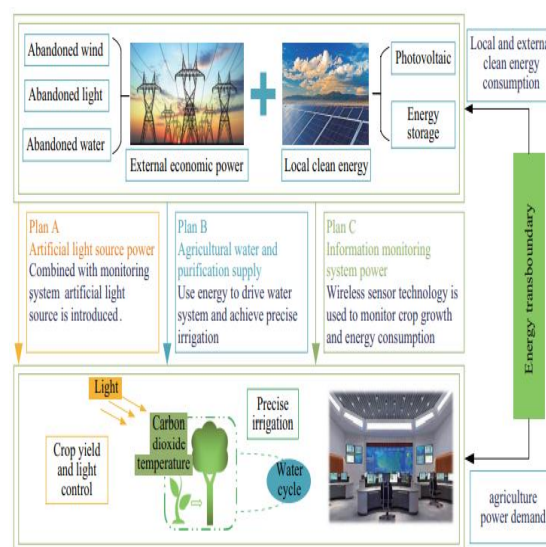 Abandoned wind
Abandoned light
Abandoned water
External economic power
Local clean energy
Photovoltaic
Energy
storage
Local and external
clean energy
consumption
Plan A
Artificial light source power
Combined with monitoring
system artificial light
source is introduced .
Plan B
Agricultural water and
purification supply
Use energy to drive water
system and achieve precise
irrigation
Plan C
Information monitoring
system power
Wireless sensor technology is
used to monitor crop growth
and energy consumption
Energy transboundary
Light
Carbon
dioxide
temperature
Crop yield
and light
control
Precise
irrigation
Water
cycle
agriculture
power demand